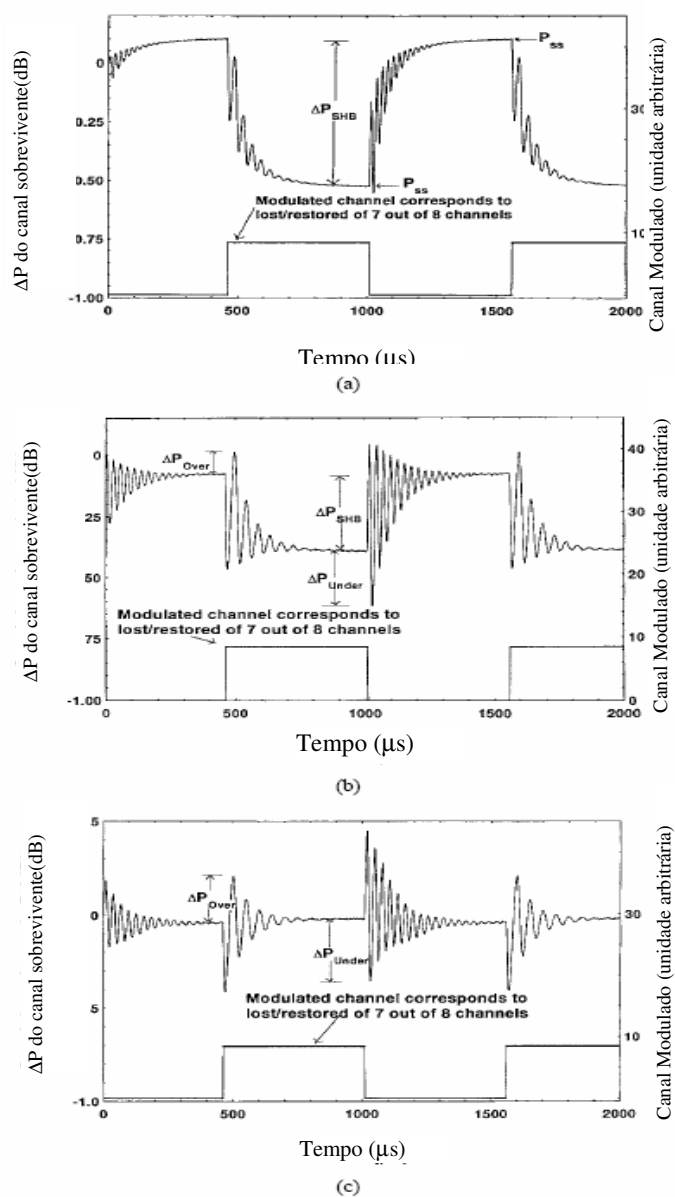 ΔP do canal sobrevivente(dB)
0
0.25
0.50
0.75
-1.00
ΔP_SHB
P_ss
P_ss
Modulated channel corresponds to
lost/restored of 7 out of 8 channels
30
10
0
Canal Modulado (unidade arbitrária)
0
500
1000
1500
2000
Tempo (µs)
(a)
ΔP do canal sobrevivente(dB)
0
25
50
75
-1.00
ΔP_Over
ΔP_SHB
ΔP_Under
Modulated channel corresponds to
lost/restored of 7 out of 8 channels
40
30
20
10
0
Canal Modulado (unidade arbitrária)
0
500
1000
1500
2000
Tempo (µs)
(b)
ΔP do canal sobrevivente(dB)
5
0
5
-1.0
ΔP_Over
ΔP_Under
Modulated channel corresponds to
lost/restored of 7 out of 8 channels
30
10
Canal Modulado (unidade arbitrária)
0
500
1000
1500
2000
Tempo (µs)
(c)